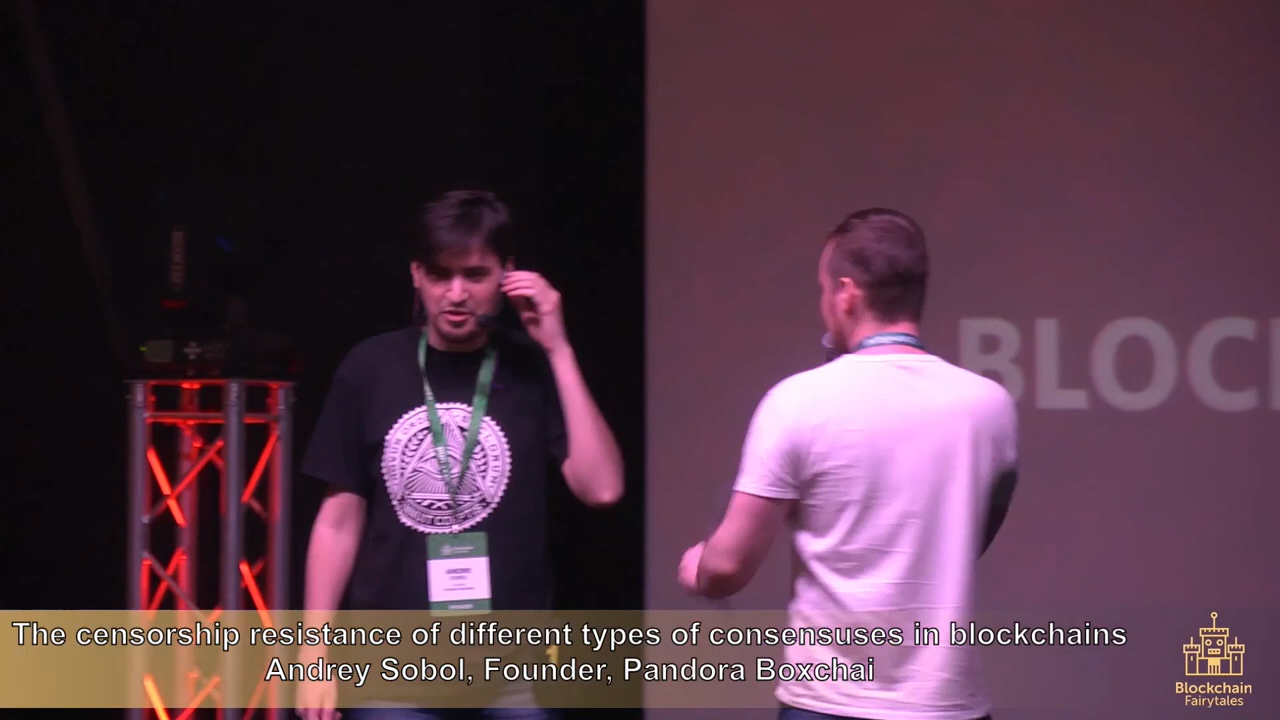 BLOC
The censorship resistance of different types of consensuses in blockchains
Andrey Sobol, Founder, Pandora Boxchai
Blockchain
Fairytales